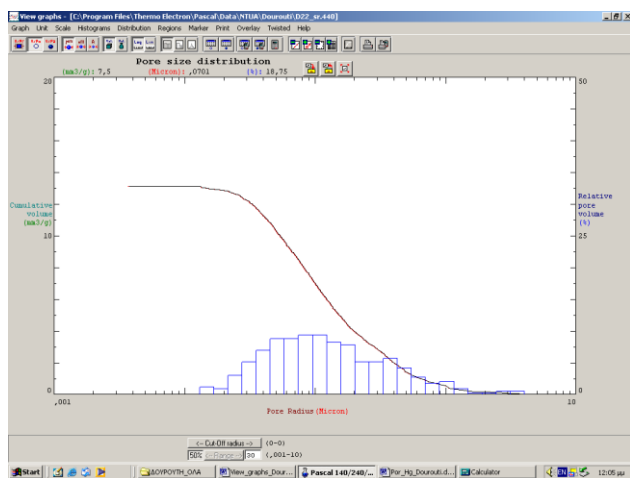 View graphs - [C:\Program Files\Thermo Electron\Pascal\Data\NTUA\Dourouti\D22_sr.440]
Graph Unit Scale Histograms Distribution Regions Marker Print Overlay Twisted Help
Pore size distribution
(mm3/g): 7,5 (Micron): ,0701 (%): 18,75
20 50
Cumulative volume (mm3/g)
Relative pore volume (%)
10 25
0 0
,001 10
Pore Radius(Micron)
<-- Cut-Off radius --> (0-0)
50% <-- Range --> 30 (,001-10)
Start ΔΟΥΡΟΥΤΗ_ΟΛΑ View_graphs_Dour... Pascal 140/240/... Por_Hg_Dourouti.d... Calculator EN 12:05 μμ